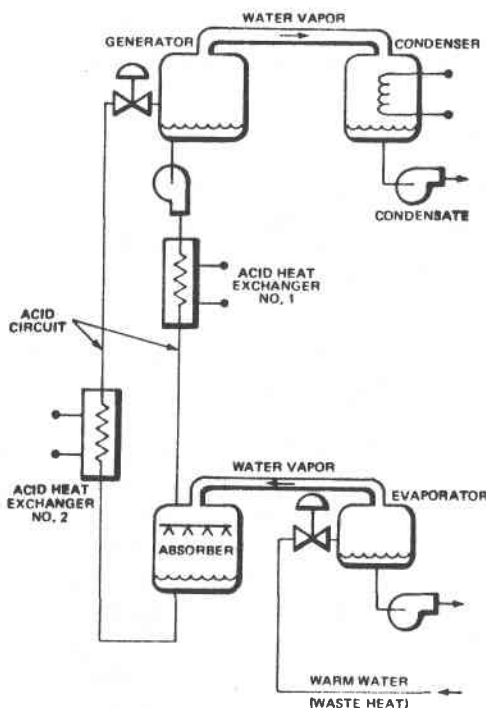 WATER VAPOR
GENERATOR
CONDENSER
CONDENSATE
ACID HEAT
EXCHANGER
NO. 1
ACID
CIRCUIT
ACID HEAT
EXCHANGER
NO. 2
WATER VAPOR
EVAPORATOR
ABSORBER
WARM WATER
(WASTE HEAT)